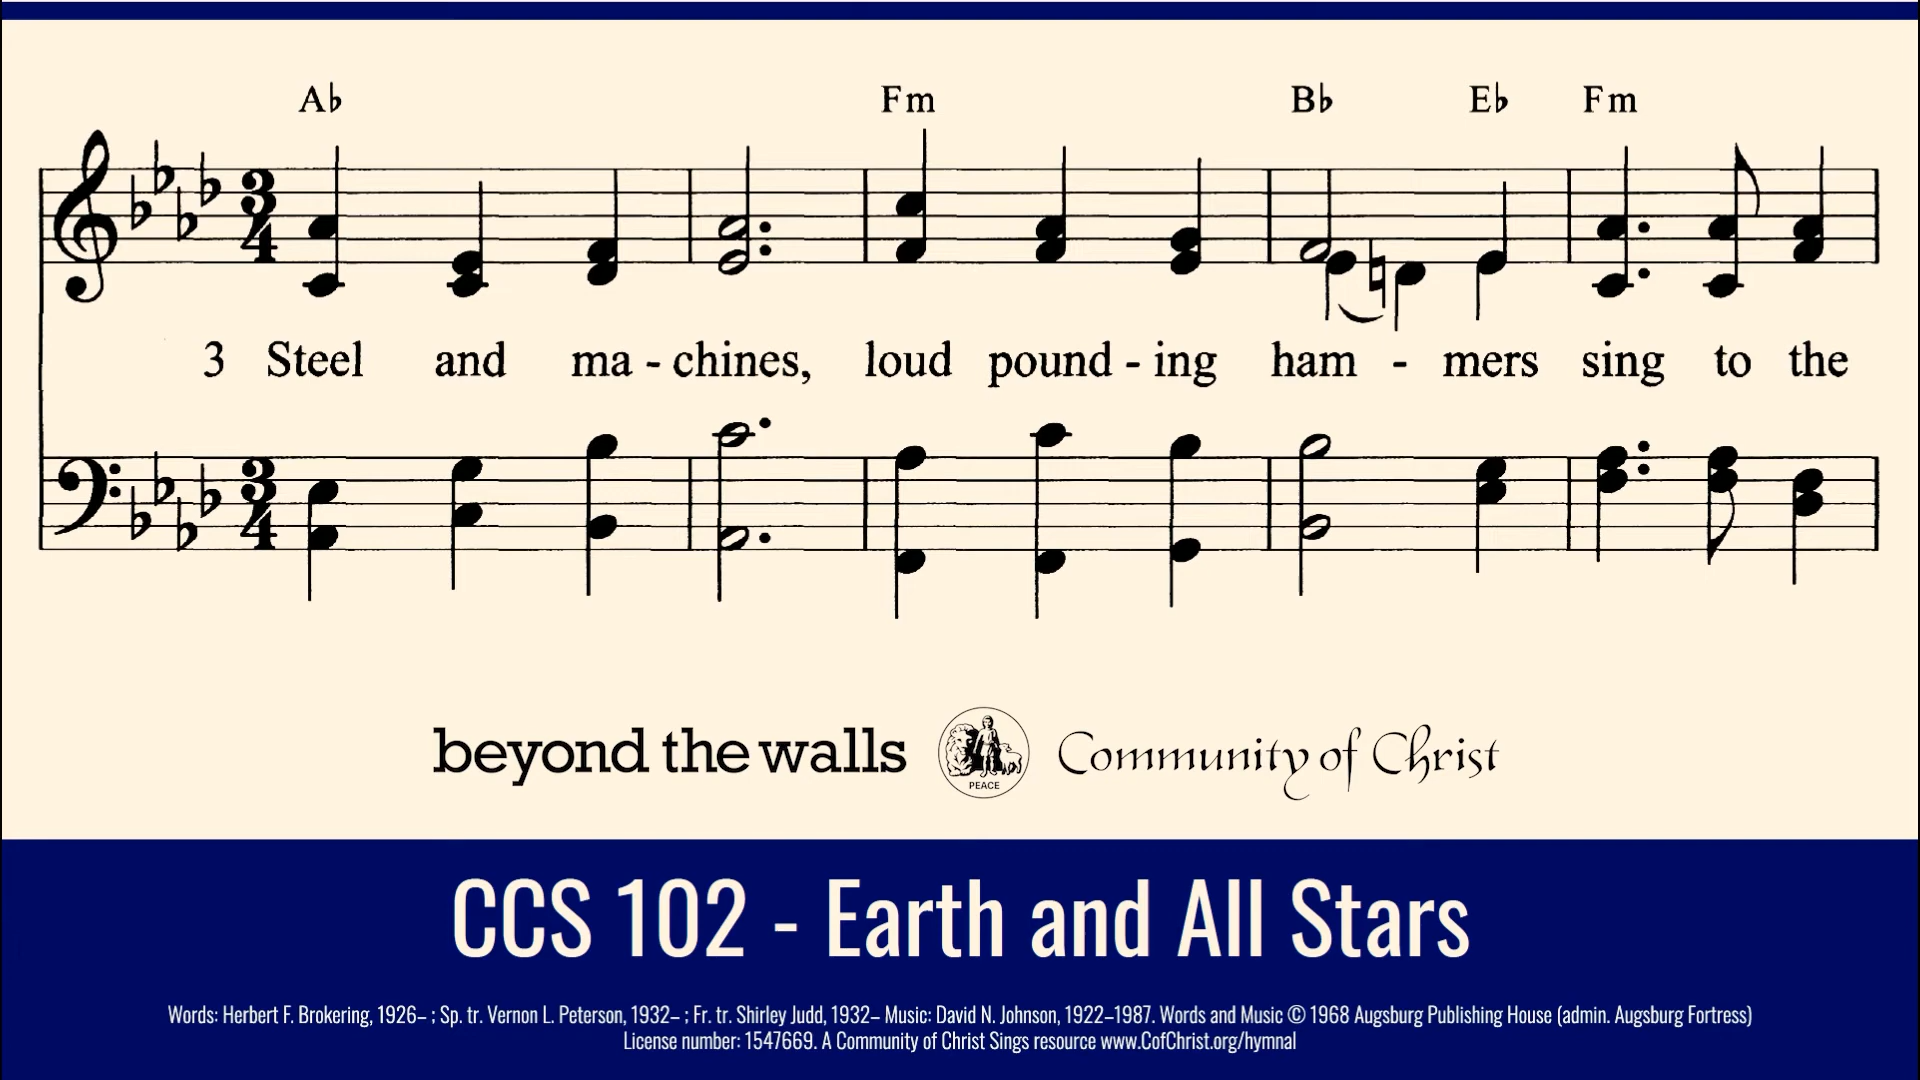 A♭ Fm B♭ E♭ Fm
3 Steel and ma - chines, loud pound - ing ham - mers sing to the
beyond the walls PEACE Community of Christ
CCS 102 - Earth and All Stars
Words: Herbert F. Brokering, 1926– ; Sp. tr. Vernon L. Peterson, 1932– ; Fr. tr. Shirley Judd, 1932– Music: David N. Johnson, 1922–1987. Words and Music © 1968 Augsburg Publishing House (admin. Augsburg Fortress)
License number: 1547669. A Community of Christ Sings resource www.CofChrist.org/hymnal